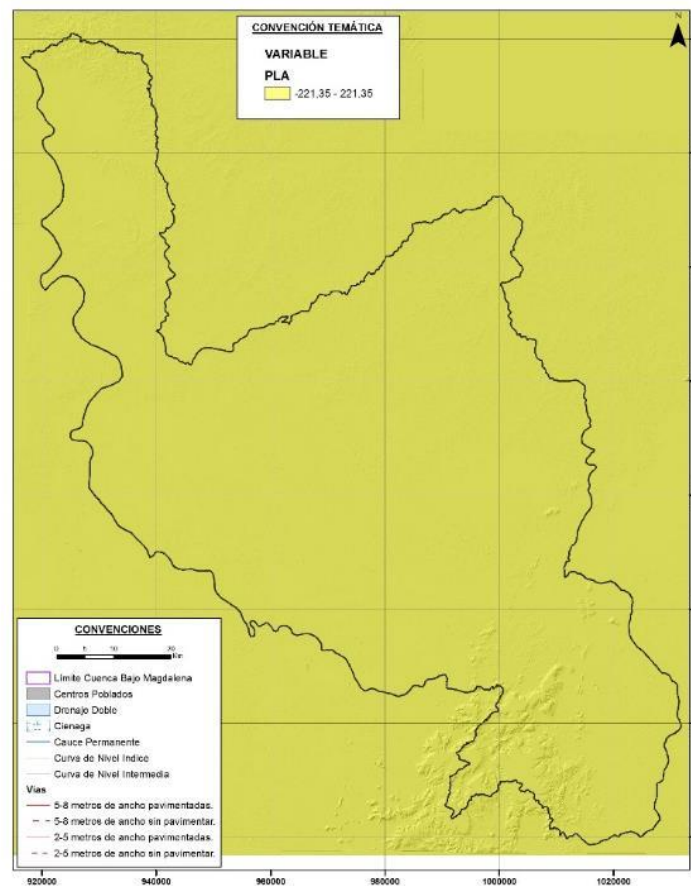 CONVENCIÓN TEMÁTICA
VARIABLE
PLA
-221,35 - 221,35
N
CONVENCIONES
0 5 10 20
Km
Límite Cuenca Bajo Magdalena
Centros Poblados
Drenaje Doble
Cienaga
Cauce Permanente
Curva de Nivel Indice
Curva de Nivel Intermedia
Vias
5-8 metros de ancho pavimentadas.
5-8 metros de ancho sin pavimentar.
2-5 metros de ancho pavimentadas.
2-5 metros de ancho sin pavimentar.
920000 940000 960000 980000 1000000 1020000